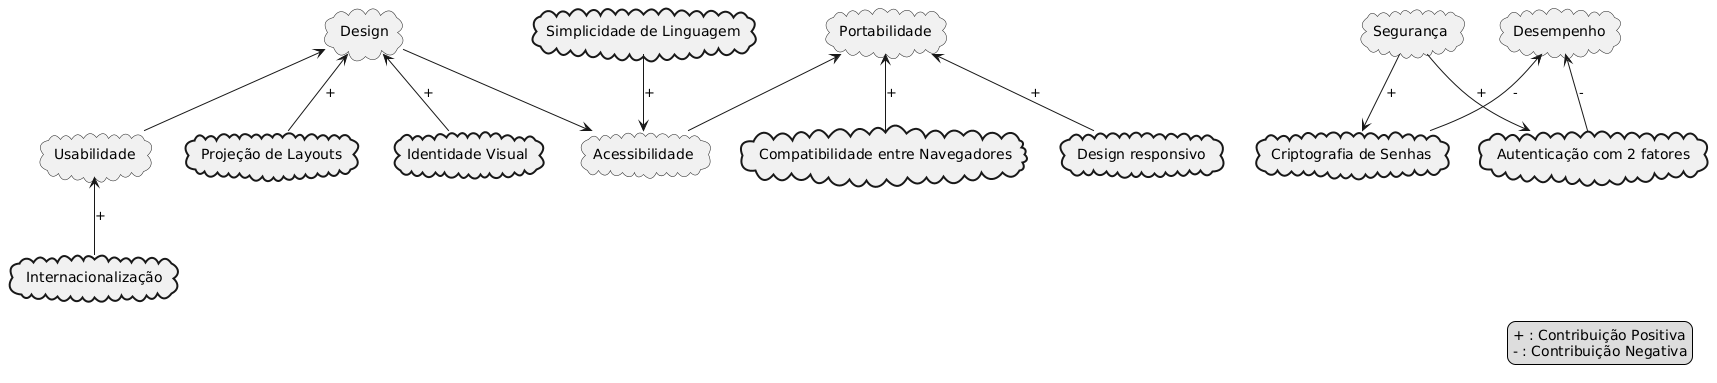 Design
Simplicidade de Linguagem
Portabilidade
Segurança
Desempenho
+
+
+
+
+
+
+
-
-
Usabilidade
Projeção de Layouts
Identidade Visual
Acessibilidade
Compatibilidade entre Navegadores
Design responsivo
Criptografia de Senhas
Autenticação com 2 fatores
+
Internacionalização
+ : Contribuição Positiva
- : Contribuição Negativa